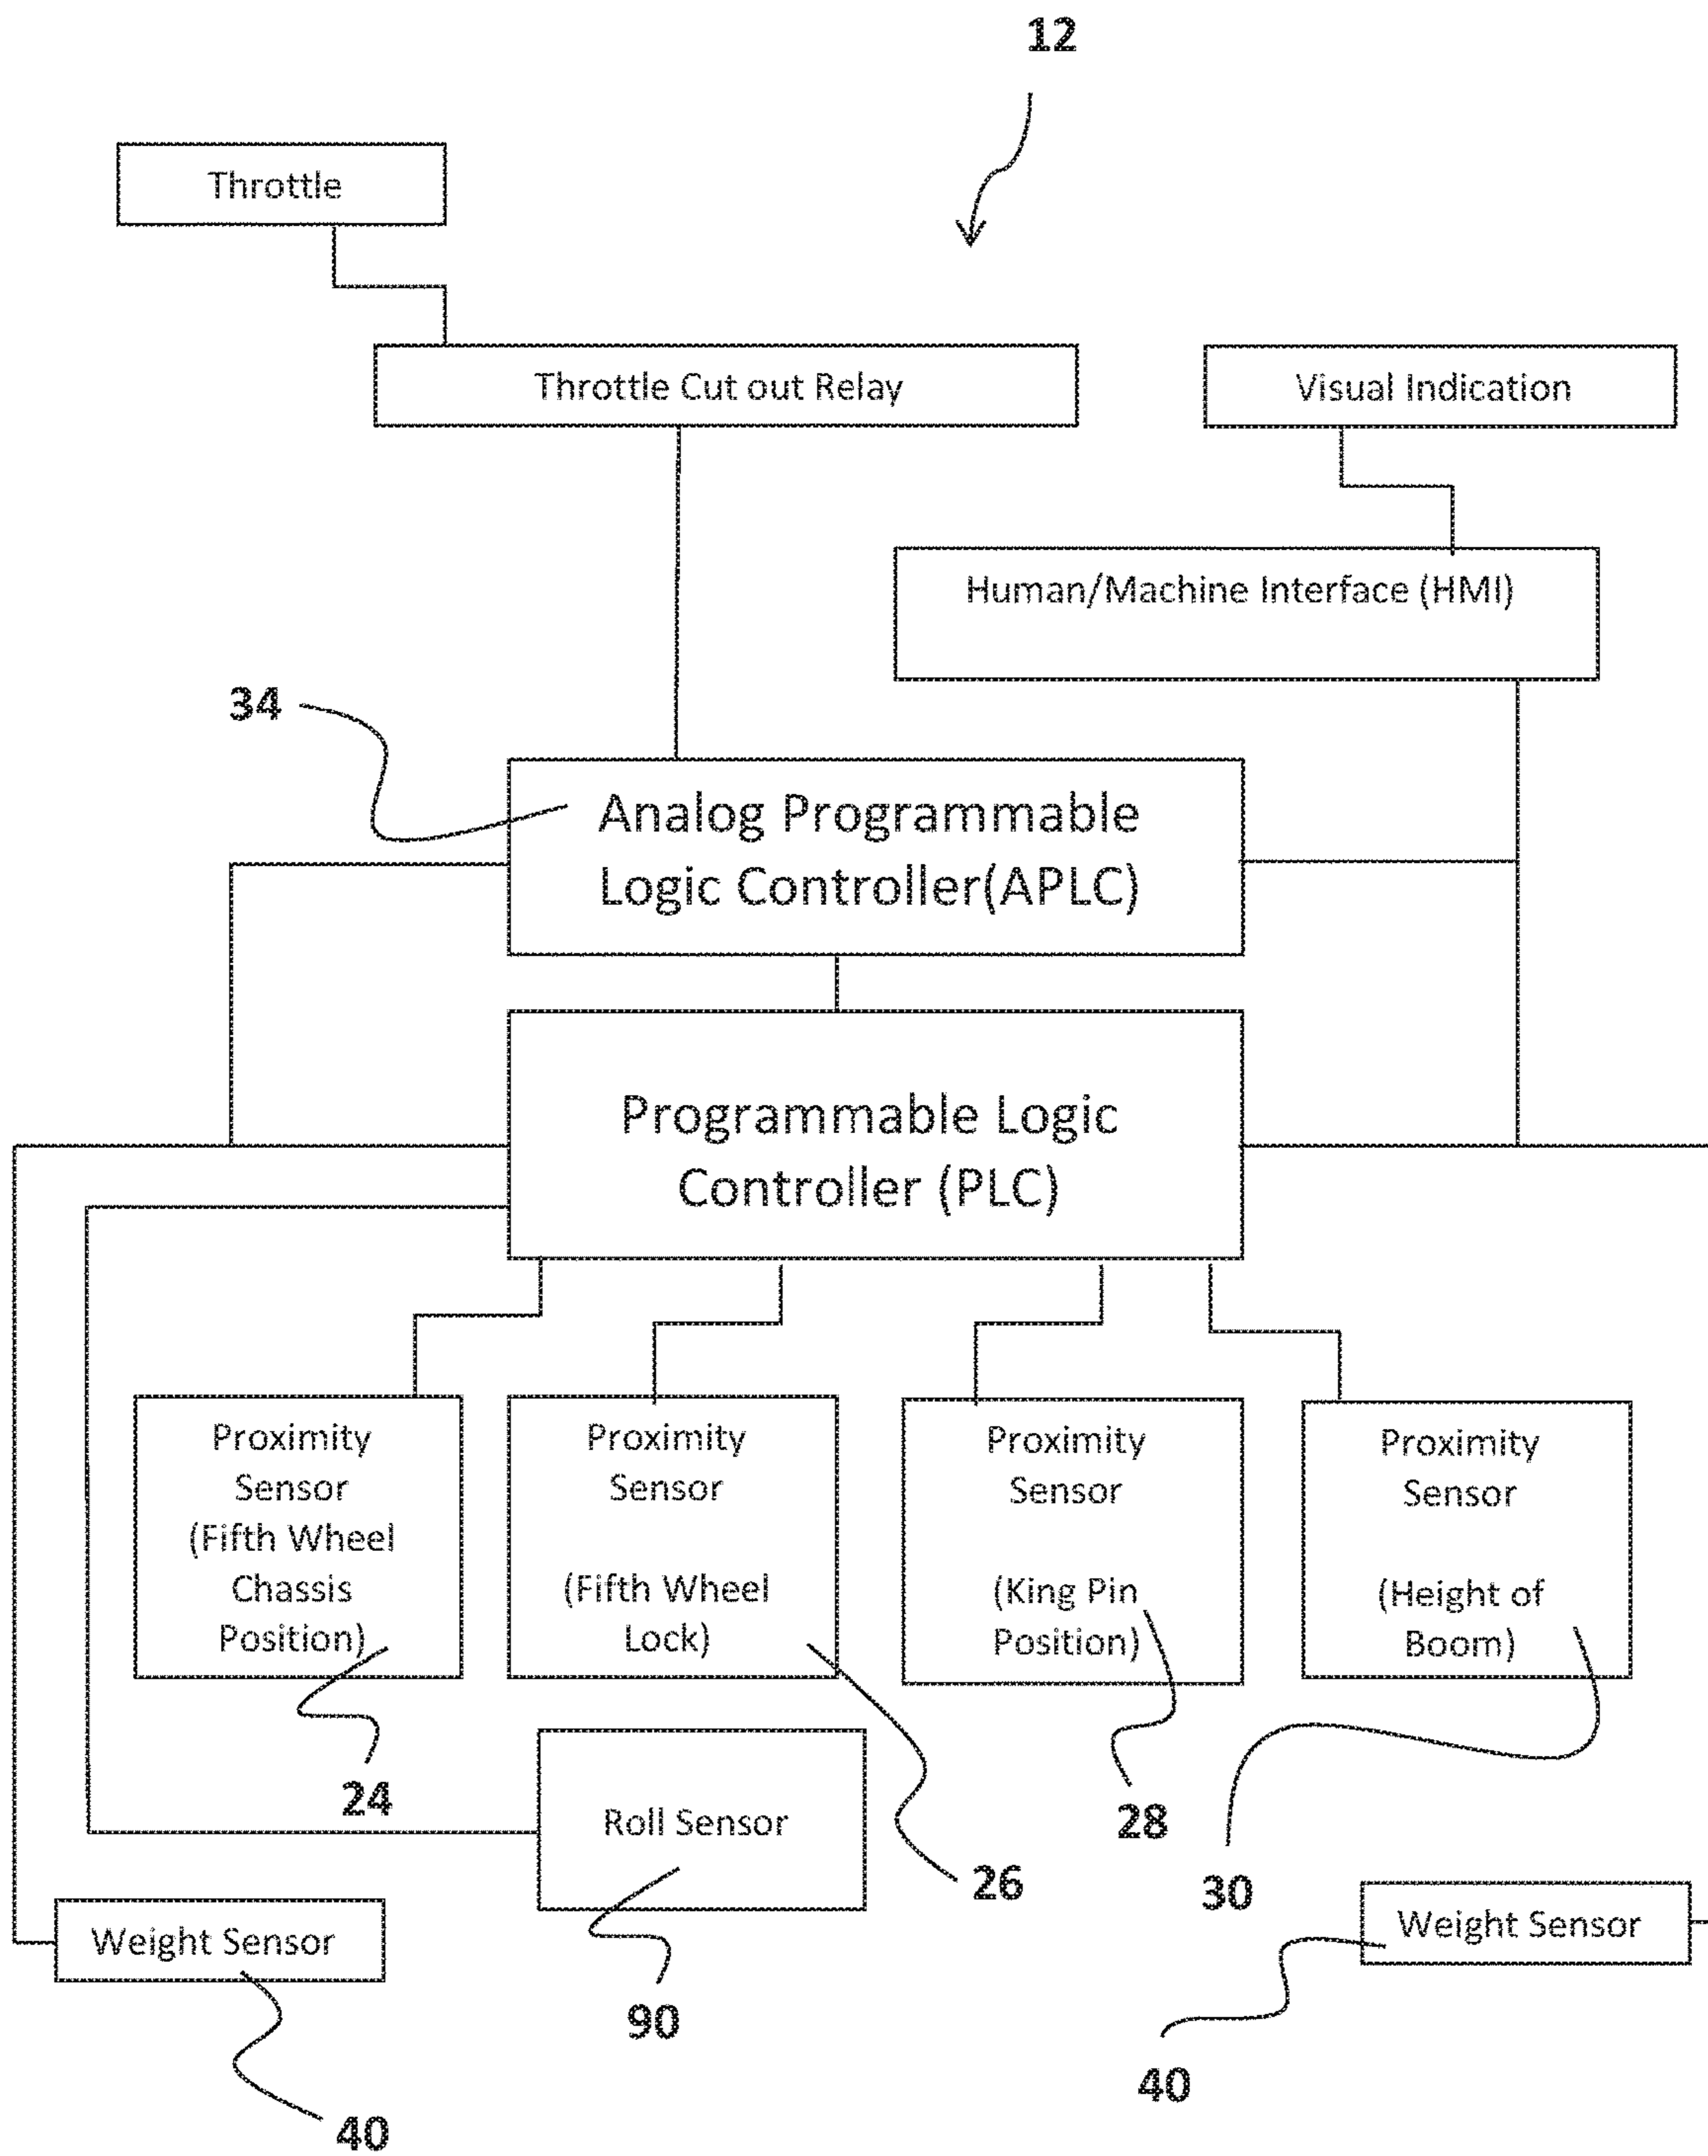 12
Throttle
Throttle Cut out Relay
Visual Indication
Human/Machine Interface (HMI)
34
Analog Programmable
Logic Controller(APLC)
Programmable Logic
Controller (PLC)
Proximity
Sensor
(Fifth Wheel
Chassis
Position)
Proximity
Sensor
(Fifth Wheel
Lock)
Proximity
Sensor
(King Pin
Position)
Proximity
Sensor
(Height of
Boom)
24
Roll Sensor
28
26
30
Weight Sensor
Weight Sensor
90
40
40